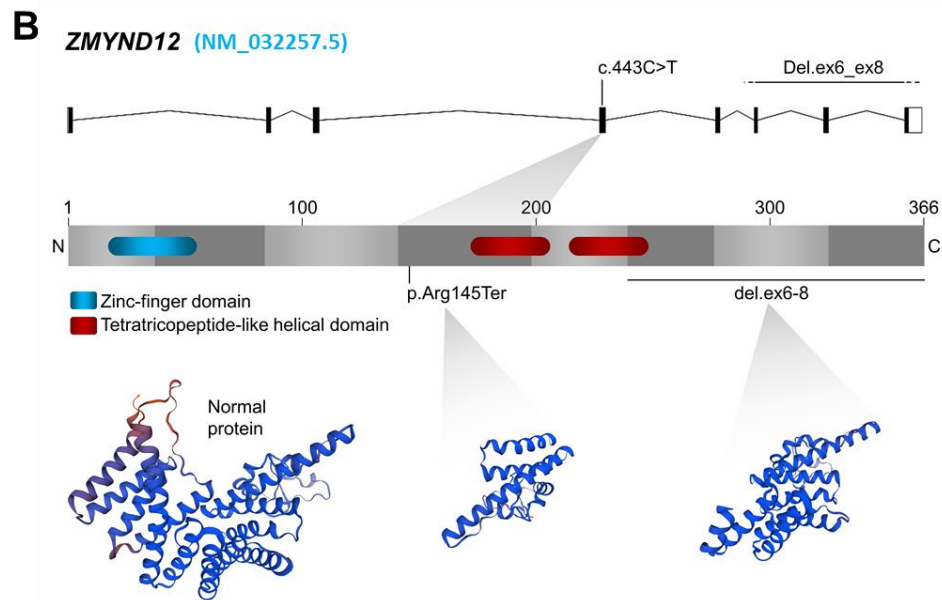 B
ZMYND12 (NM_032257.5)
c.443C>T
Del.ex6_ex8
1 100 200 300 366
N C
p.Arg145Ter
del.ex6-8
Zinc-finger domain
Tetratricopeptide-like helical domain
Normal
protein